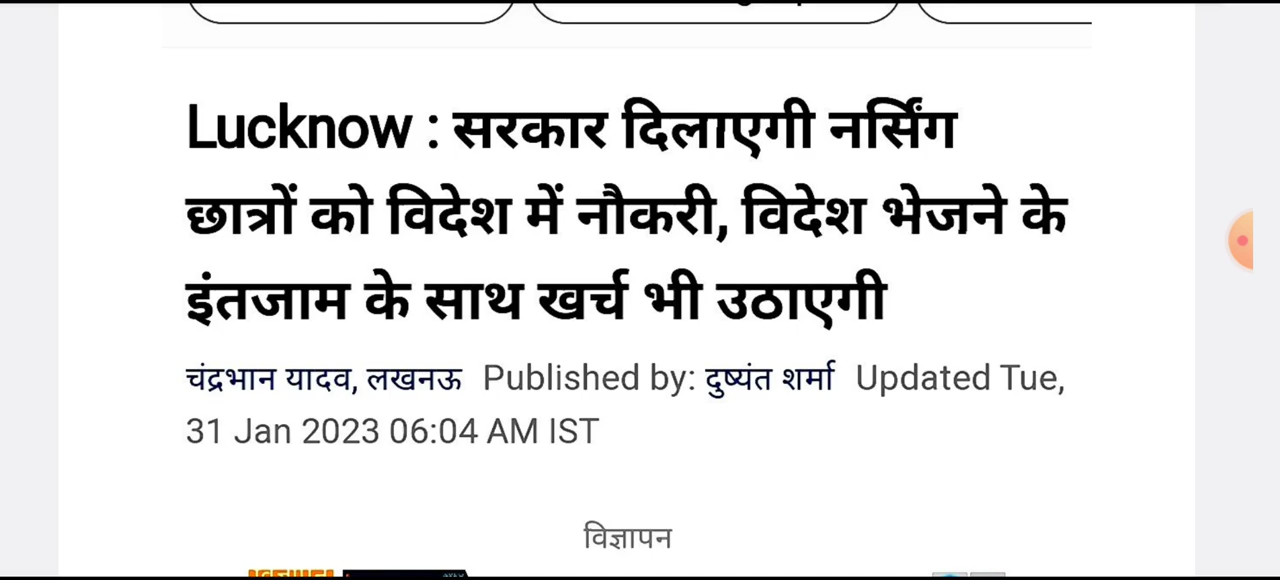 Lucknow : सरकार दिलाएगी नर्सिंग
छात्रों को विदेश में नौकरी, विदेश भेजने के
इंतजाम के साथ खर्च भी उठाएगी
चंद्रभान यादव, लखनऊ Published by: दुष्यंत शर्मा Updated Tue,
31 Jan 2023 06:04 AM IST
विज्ञापन